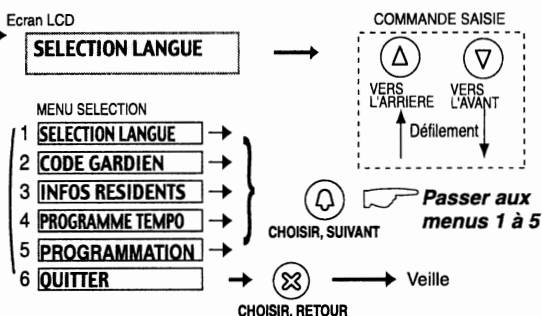 Ecran LCD
SELECTION LANGUE
COMMANDE SAISIE
VERS L'ARRIERE
VERS L'AVANT
Défilement
MENU SELECTION
1 SELECTION LANGUE
2 CODE GARDIEN
3 INFOS RESIDENTS
4 PROGRAMME TEMPO
5 PROGRAMMATION
6 QUITTER
CHOISIR, SUIVANT
Passer aux
menus 1 à 5
CHOISIR, RETOUR
Veille